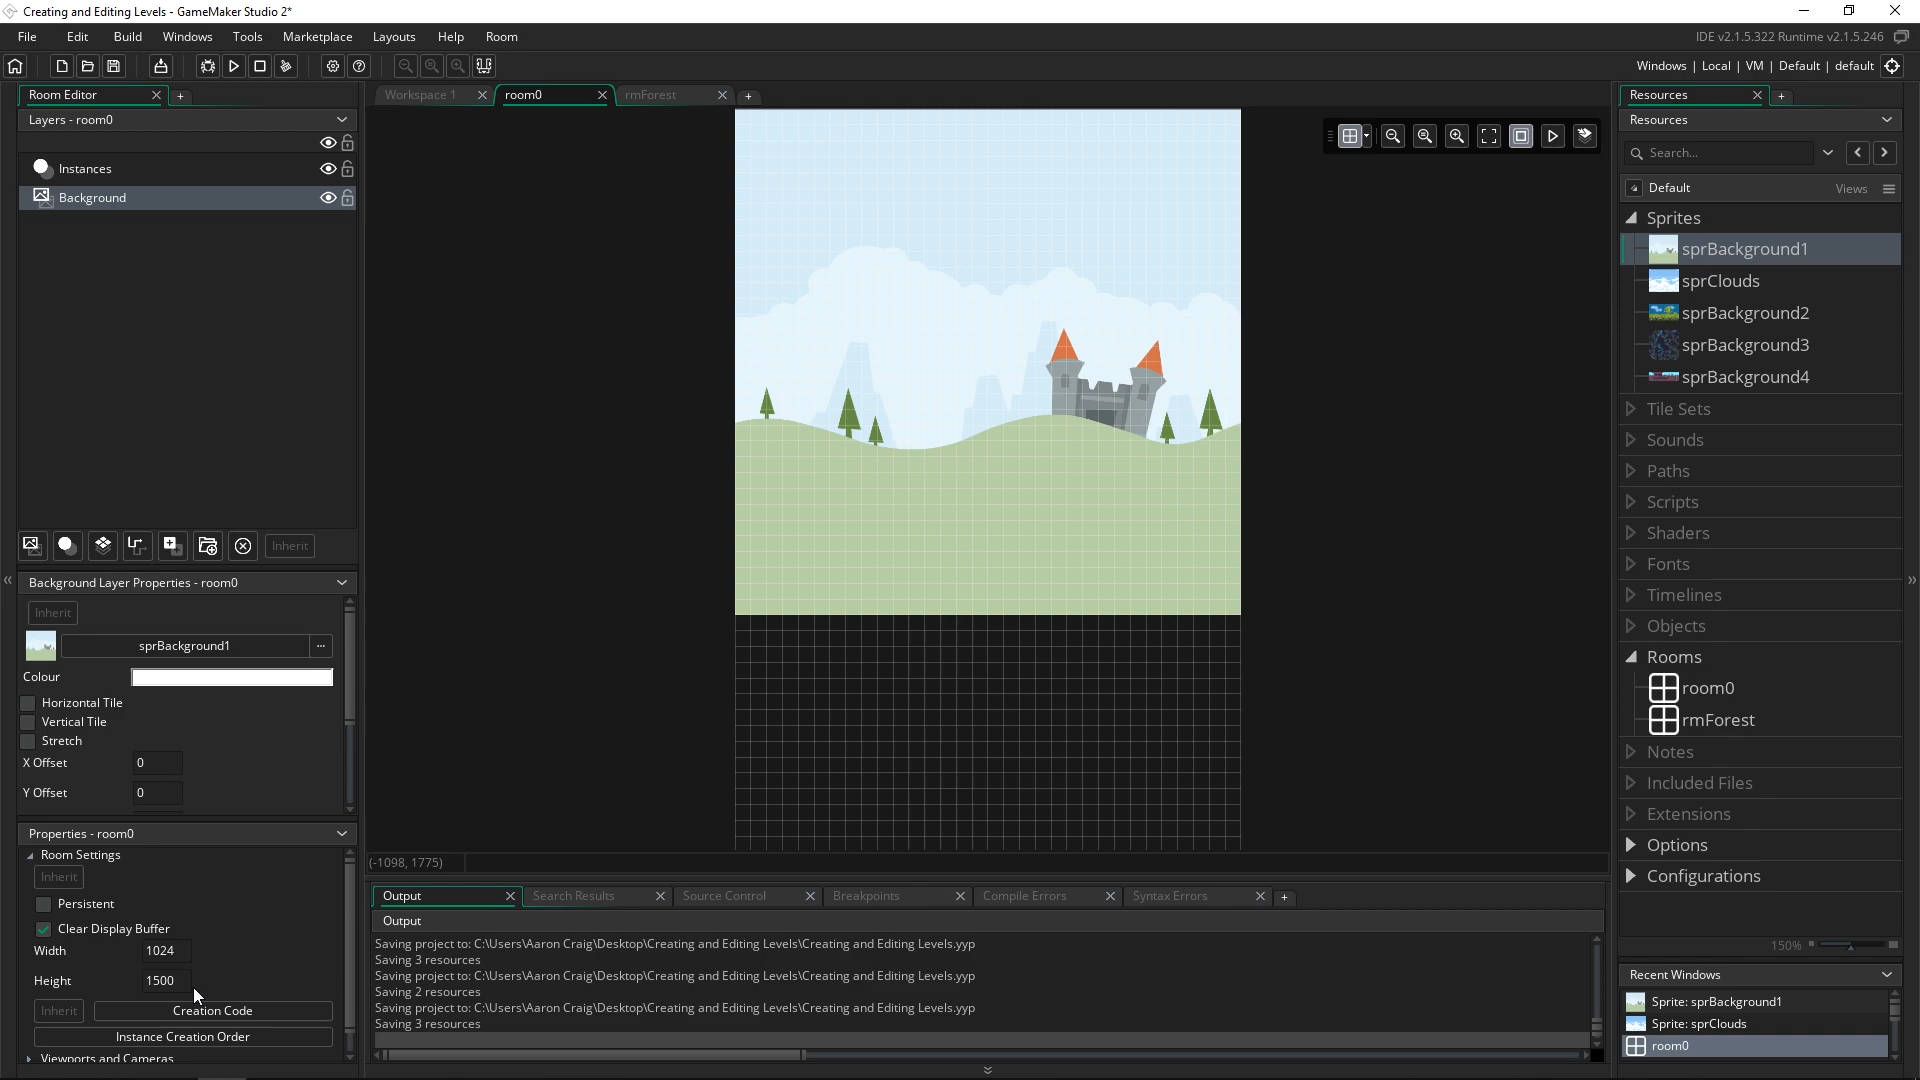 Creating and Editing Levels - GameMaker Studio 2*
File Edit Build Windows Tools Marketplace Layouts Help Room
IDE v2.1.5.322 Runtime v2.1.5.246
Windows | Local | VM | Default | default
Room Editor
Workspace 1
room0
rmForest
Resources
Layers - room0
Resources
Search...
Instances
Background
Default
Views
Sprites
sprBackground1
sprClouds
sprBackground2
sprBackground3
sprBackground4
Tile Sets
Sounds
Paths
Scripts
Shaders
Fonts
Timelines
Objects
Rooms
room0
rmForest
Notes
Included Files
Extensions
Options
Configurations
150%
Recent Windows
Sprite: sprBackground1
Sprite: sprClouds
room0
Inherit
Background Layer Properties - room0
Inherit
sprBackground1
...
Colour
Horizontal Tile
Vertical Tile
Stretch
X Offset 0
Y Offset 0
Properties - room0
Room Settings
Inherit
Persistent
Clear Display Buffer
Width 1024
Height 1500
Inherit Creation Code
Instance Creation Order
Viewports and Cameras
(-1098, 1775)
Output Search Results Source Control Breakpoints Compile Errors Syntax Errors
Output
Saving project to: C:\Users\Aaron Craig\Desktop\Creating and Editing Levels\Creating and Editing Levels.yyp
Saving 3 resources
Saving project to: C:\Users\Aaron Craig\Desktop\Creating and Editing Levels\Creating and Editing Levels.yyp
Saving 2 resources
Saving project to: C:\Users\Aaron Craig\Desktop\Creating and Editing Levels\Creating and Editing Levels.yyp
Saving 3 resources